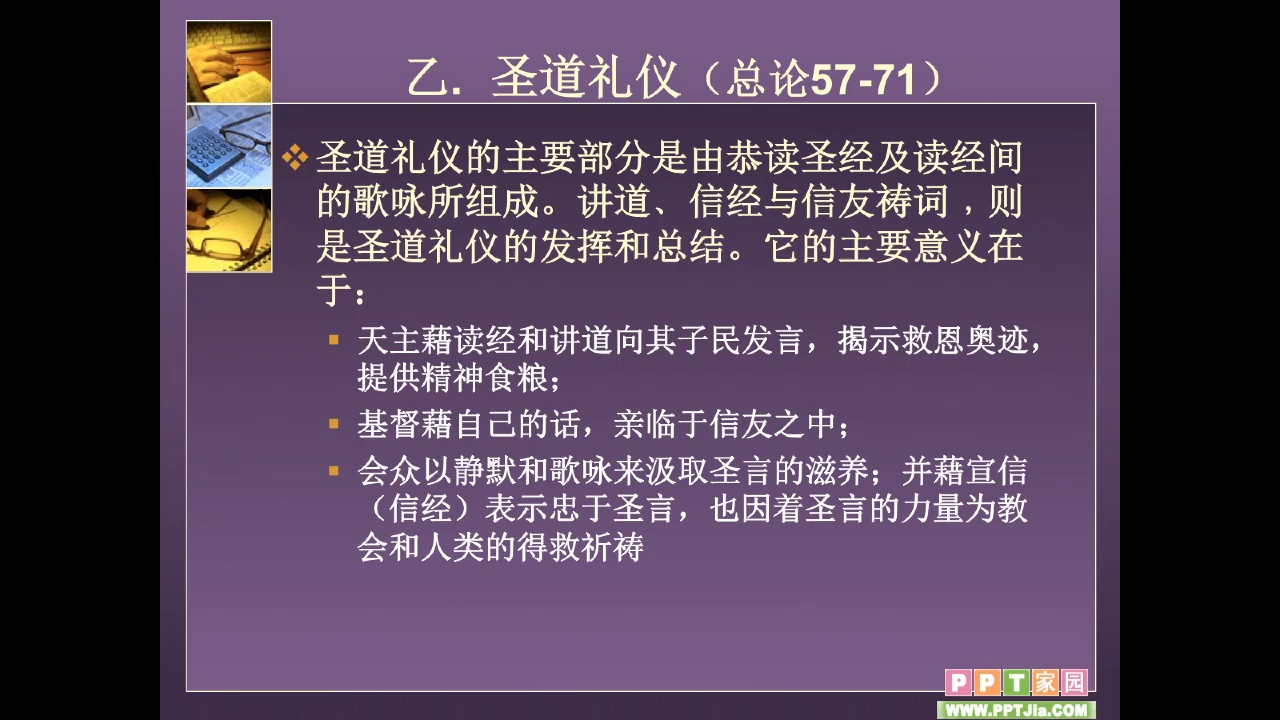 乙．圣道礼仪（总论57-71）
圣道礼仪的主要部分是由恭读圣经及读经间
的歌咏所组成。讲道、信经与信友祷词﹐则
是圣道礼仪的发挥和总结。它的主要意义在
于：
天主藉读经和讲道向其子民发言，揭示救恩奥迹，
提供精神食粮；
基督藉自己的话，亲临于信友之中；
会众以静默和歌咏来汲取圣言的滋养；并藉宣信
（信经）表示忠于圣言，也因着圣言的力量为教
会和人类的得救祈祷
PPT家园
WWW.PPTJia.COM